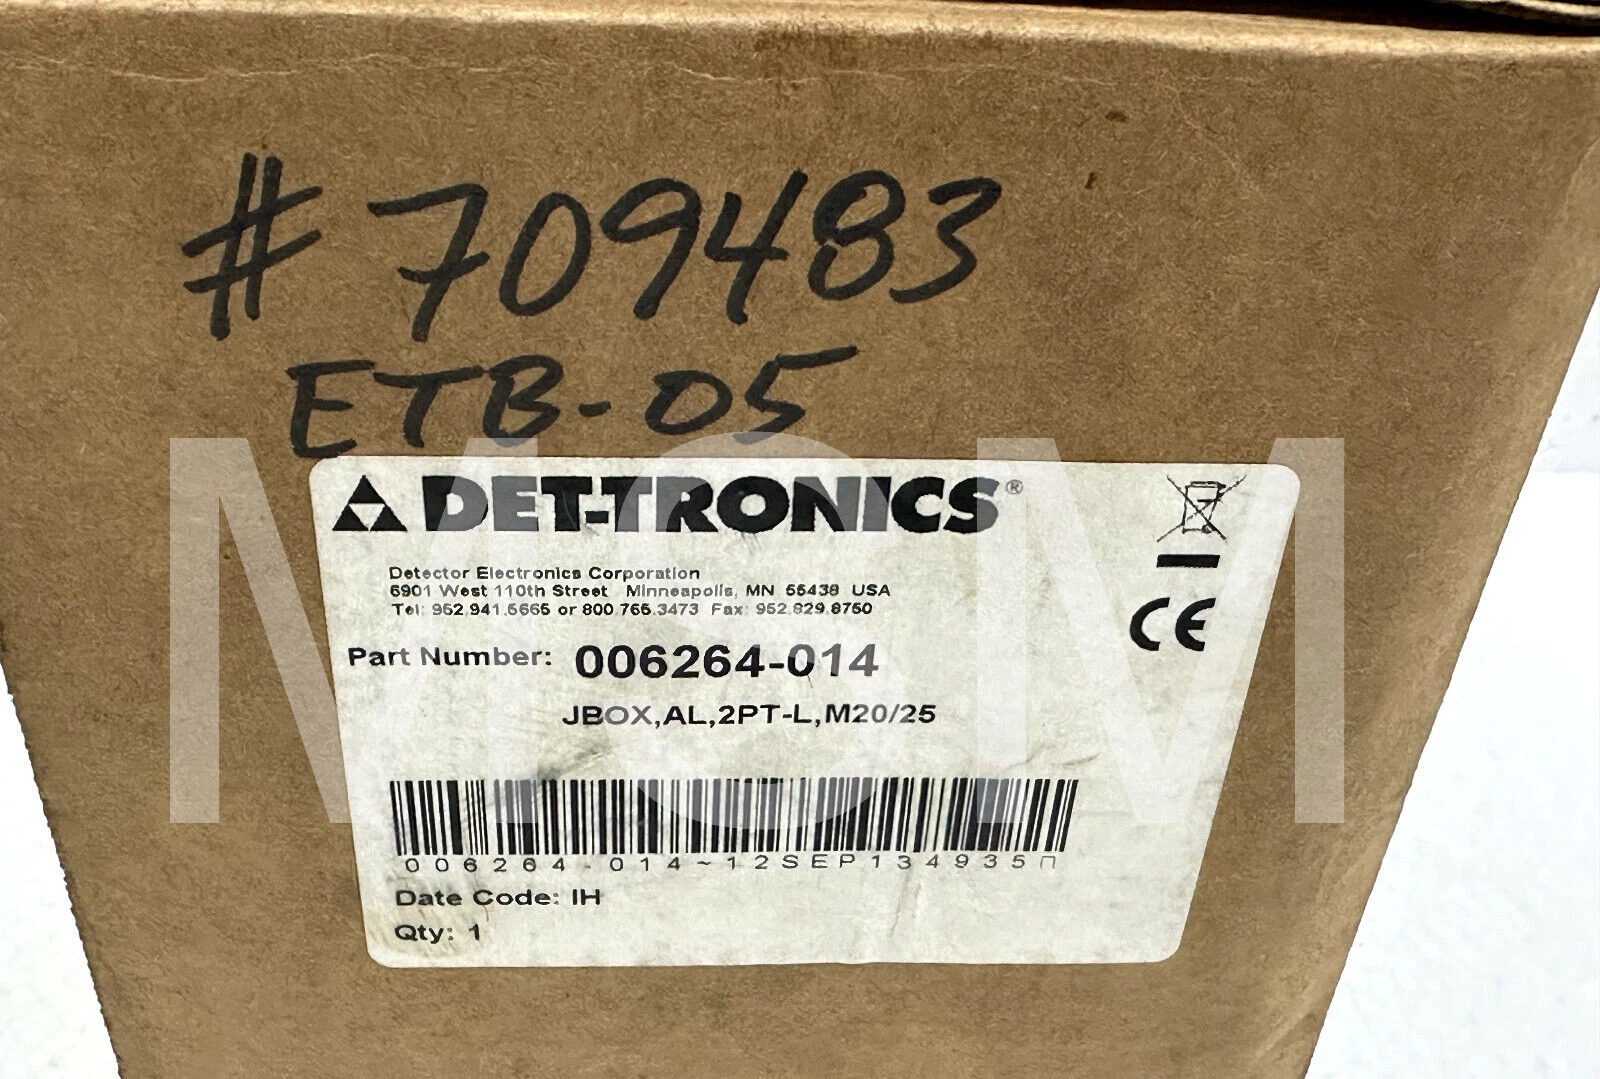 #709483
ETB-05
DET-TRONICS®
Detector Electronics Corporation
6901 West 110th Street Minneapolis, MN 55438 USA
Tel: 952.941.5665 or 800.765.3473 Fax: 952.829.8750
Part Number: 006264-014
JBOX,AL,2PT-L,M20/25
CE
006264-014~12SEP134935
Date Code: IH
Qty: 1
MSM